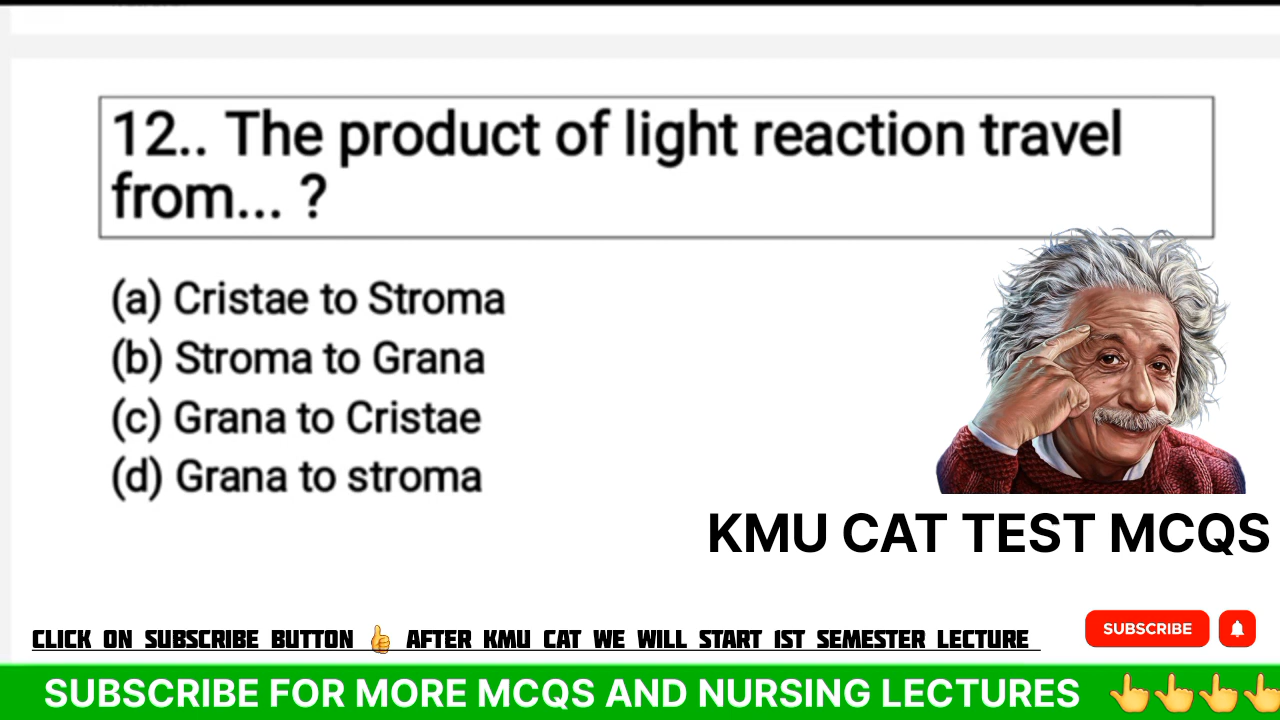 12.. The product of light reaction travel
from... ?
(a) Cristae to Stroma
(b) Stroma to Grana
(c) Grana to Cristae
(d) Grana to stroma
KMU CAT TEST MCQS
CLICK ON SUBSCRIBE BUTTON 👍 AFTER KMU CAT WE WILL START 1ST SEMESTER LECTURE
SUBSCRIBE
SUBSCRIBE FOR MORE MCQS AND NURSING LECTURES 👆👆👆👆